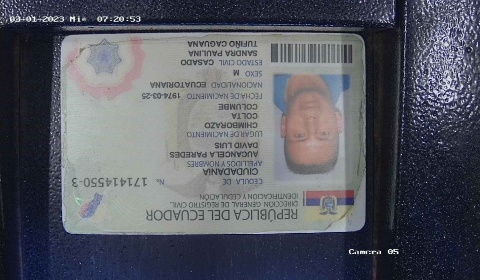 03-01-2023 Mie 07:20:53
REPÚBLICA DEL ECUADOR
DIRECCIÓN GENERAL DE REGISTRO CIVIL
IDENTIFICACIÓN Y CEDULACIÓN
CÉDULA DE
CIUDADANÍA
No. 171414550-3
APELLIDOS Y NOMBRES
AUCANCELA PAREDES
DAVID LUIS
LUGAR DE NACIMIENTO
CHIMBORAZO
COLTA
COLUMBE
FECHA DE NACIMIENTO 1974-03-25
NACIONALIDAD ECUATORIANA
SEXO M
ESTADO CIVIL CASADO
SANDRA PAULINA
TUFIÑO CAGUANA
Camera 05